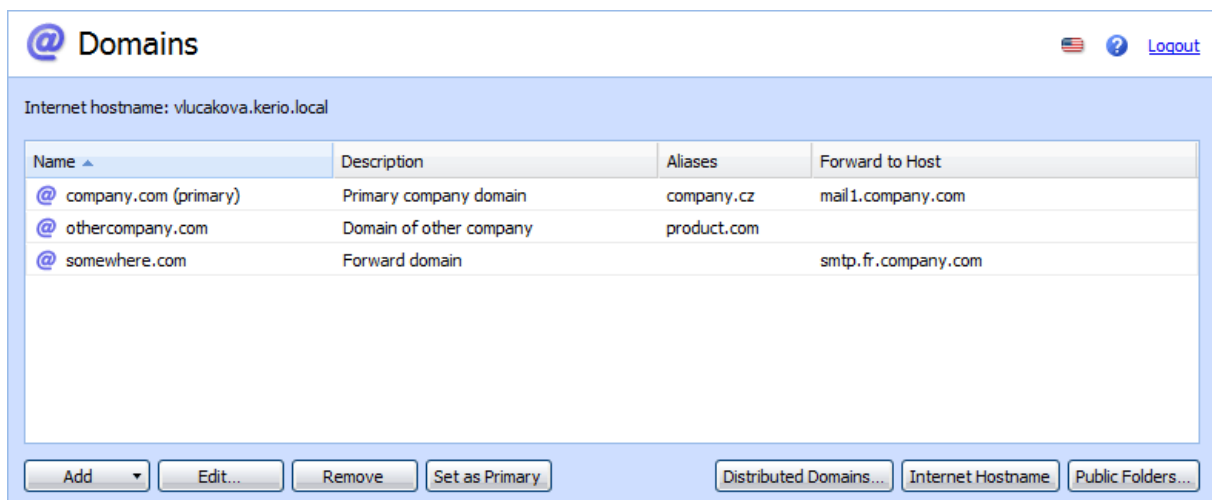 @ Domains Logout
Internet hostname: vlucakova.kerio.local
Name Description Aliases Forward to Host
@ company.com (primary) Primary company domain company.cz mail1.company.com
@ othercompany.com Domain of other company product.com
@ somewhere.com Forward domain smtp.fr.company.com
Add Edit... Remove Set as Primary Distributed Domains... Internet Hostname Public Folders...